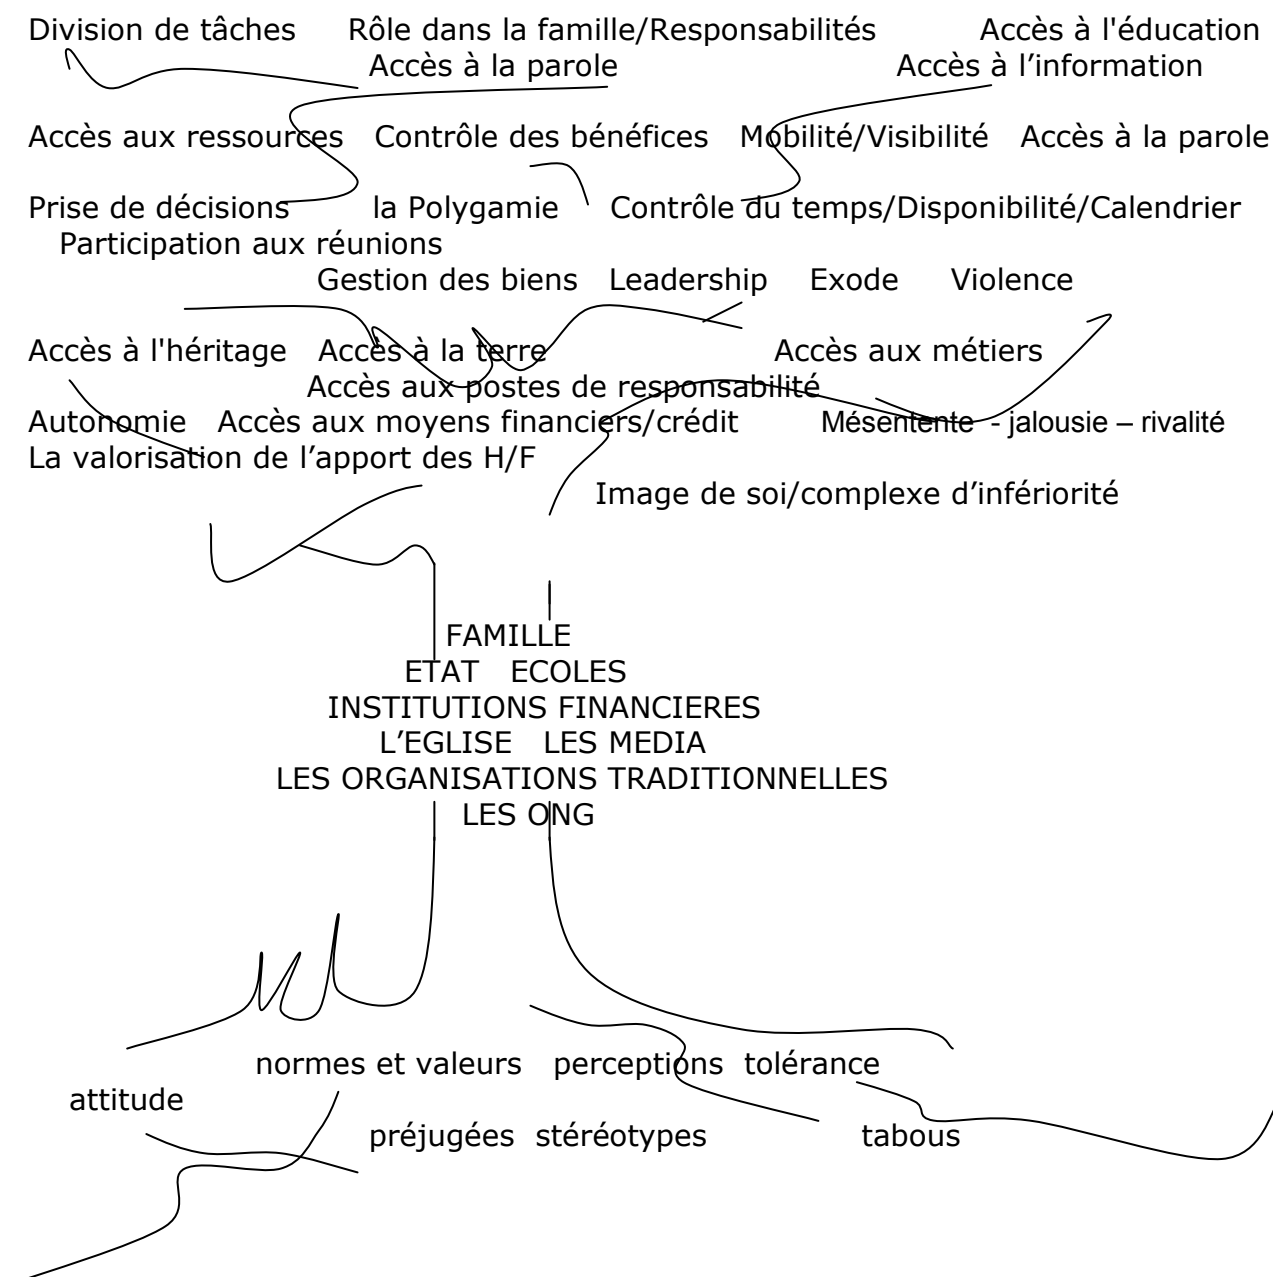 Division de tâches Rôle dans la famille/Responsabilités Accès à l'éducation
Accès à la parole Accès à l’information
Accès aux ressources Contrôle des bénéfices Mobilité/Visibilité Accès à la parole
Prise de décisions la Polygamie Contrôle du temps/Disponibilité/Calendrier
Participation aux réunions
Gestion des biens Leadership Exode Violence
Accès à l'héritage Accès à la terre Accès aux métiers
Accès aux postes de responsabilité
Autonomie Accès aux moyens financiers/crédit Mésentente - jalousie – rivalité
La valorisation de l’apport des H/F
Image de soi/complexe d’infériorité
FAMILLE
ETAT ECOLES
INSTITUTIONS FINANCIERES
L’EGLISE LES MEDIA
LES ORGANISATIONS TRADITIONNELLES
LES ONG
normes et valeurs perceptions tolérance
attitude
préjugées stéréotypes tabous